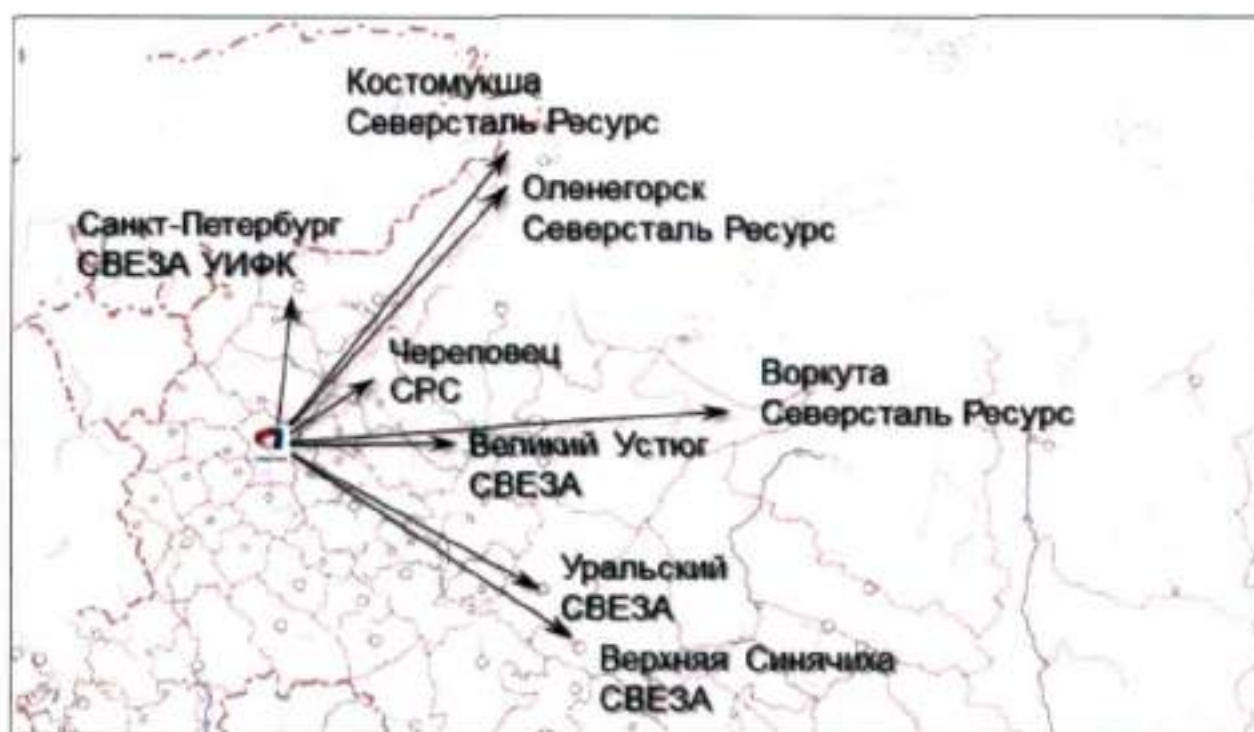 Костомукша
Северсталь Ресурс
Оленегорск
Северсталь Ресурс
Санкт-Петербург
СВЕЗА УИФК
Череповец
СРС
Воркута
Северсталь Ресурс
Великий Устюг
СВЕЗА
Уральский
СВЕЗА
Верхняя Синячиха
СВЕЗА